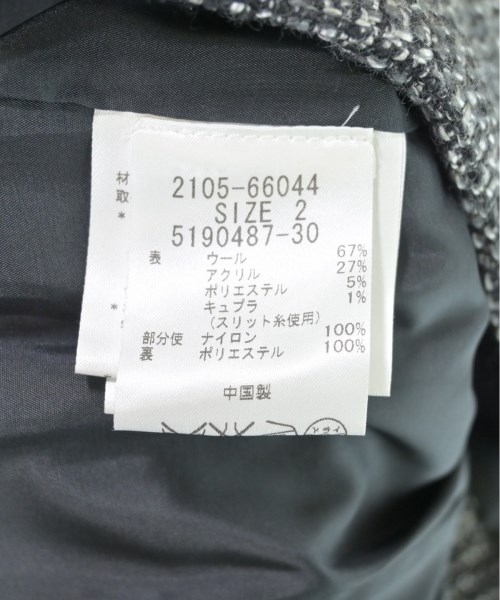 材
取
*
2105-66044
SIZE 2
5190487-30
表 ウール 67%
アクリル 27%
ポリエステル 5%
キュプラ 1%
(スリット糸使用)
部分使 ナイロン 100%
裏 ポリエステル 100%
中国製